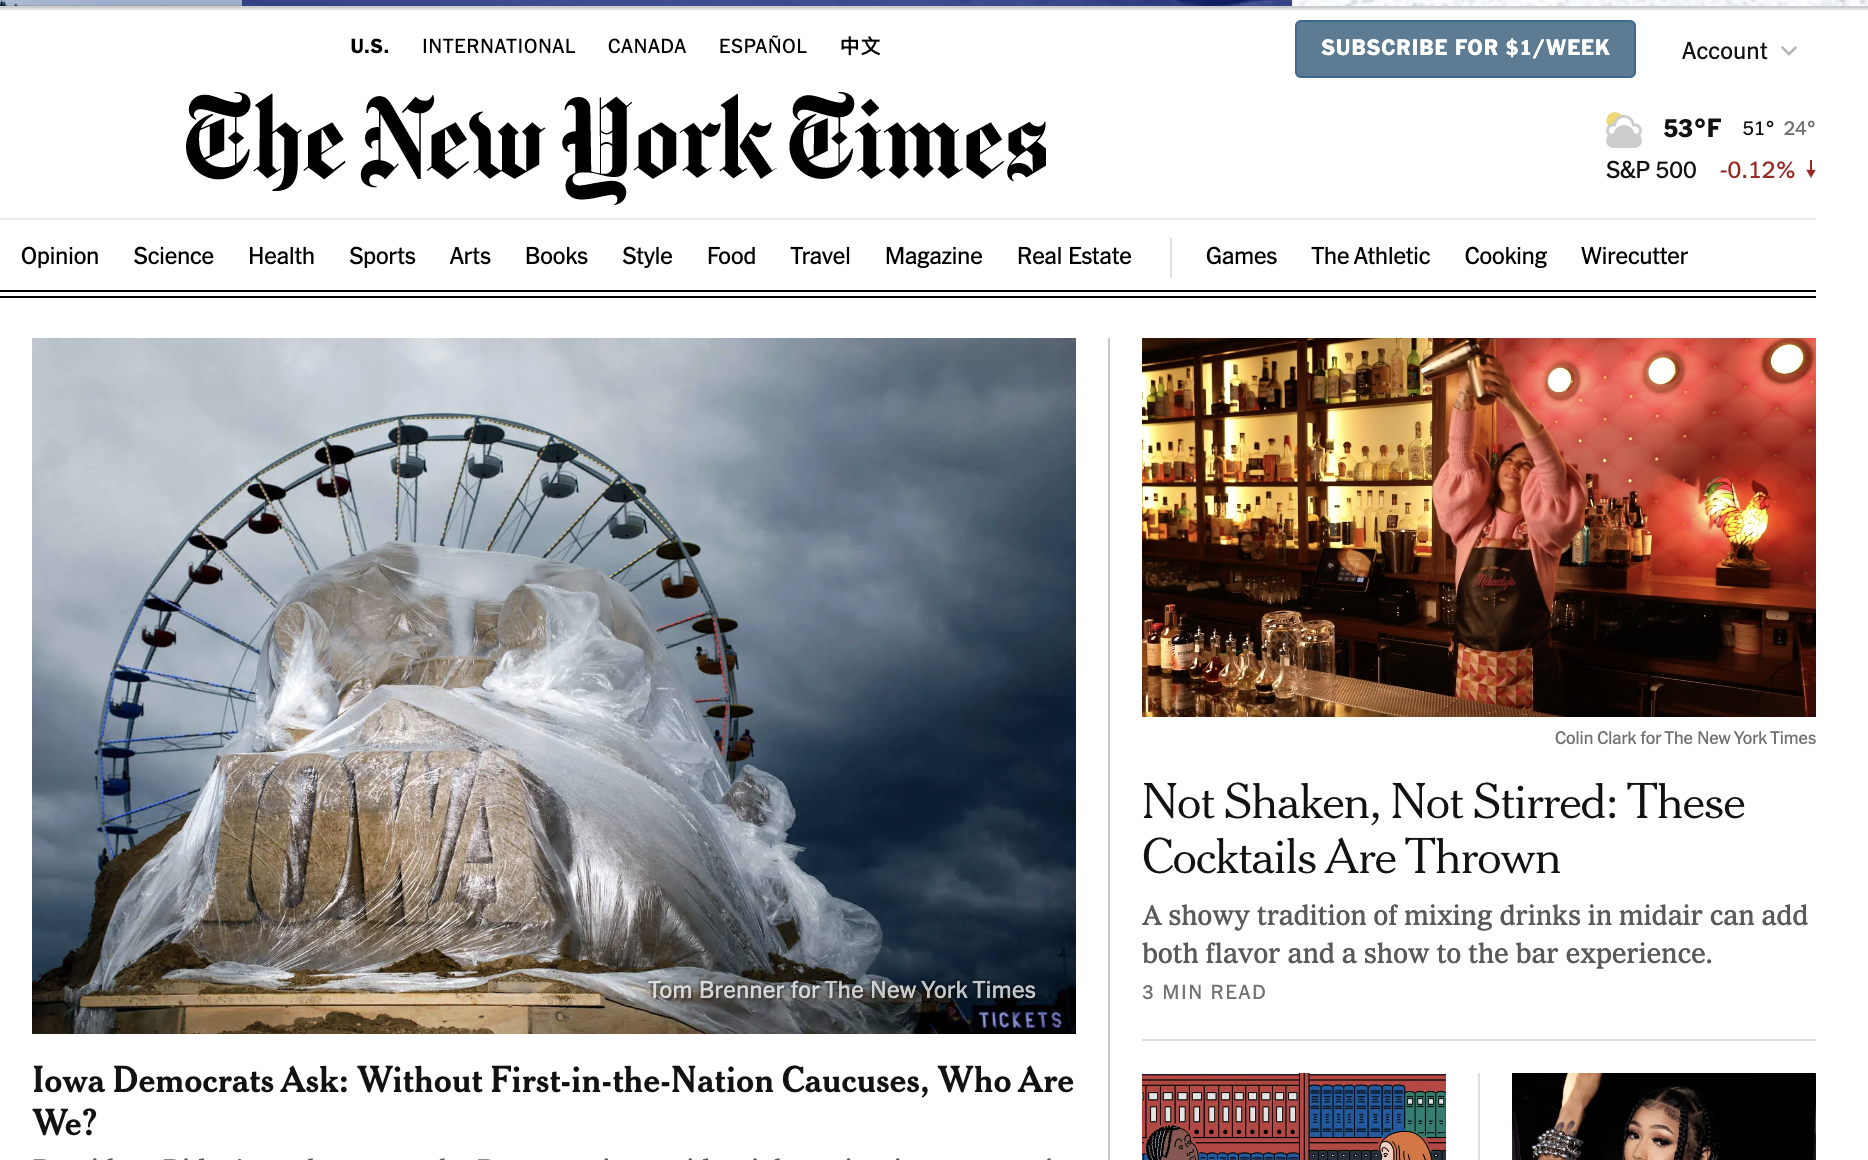 U.S. INTERNATIONAL CANADA ESPAÑOL 中文
SUBSCRIBE FOR $1/WEEK
Account
The New York Times
53°F 51° 24°
S&P 500 -0.12%
Opinion Science Health Sports Arts Books Style Food Travel Magazine Real Estate Games The Athletic Cooking Wirecutter
IOWA
Tom Brenner for The New York Times
TICKETS
Iowa Democrats Ask: Without First-in-the-Nation Caucuses, Who Are
We?
Milady's
Colin Clark for The New York Times
Not Shaken, Not Stirred: These
Cocktails Are Thrown
A showy tradition of mixing drinks in midair can add
both flavor and a show to the bar experience.
3 MIN READ